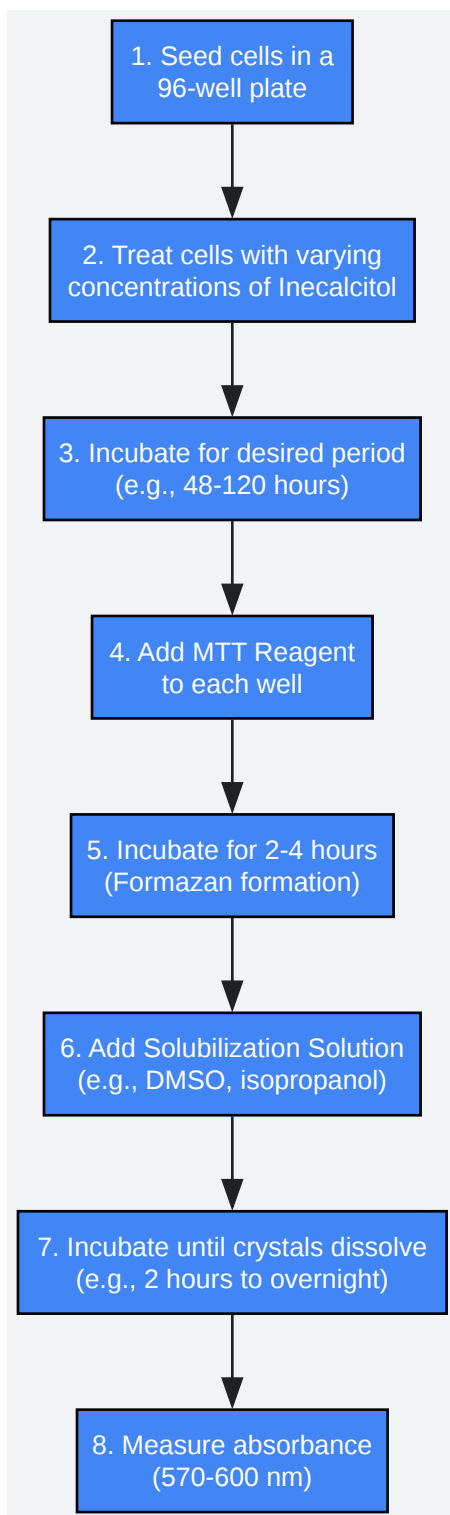 1. Seed cells in a
96-well plate
2. Treat cells with varying
concentrations of Inecalcitol
3. Incubate for desired period
(e.g., 48-120 hours)
4. Add MTT Reagent
to each well
5. Incubate for 2-4 hours
(Formazan formation)
6. Add Solubilization Solution
(e.g., DMSO, isopropanol)
7. Incubate until crystals dissolve
(e.g., 2 hours to overnight)
8. Measure absorbance
(570-600 nm)